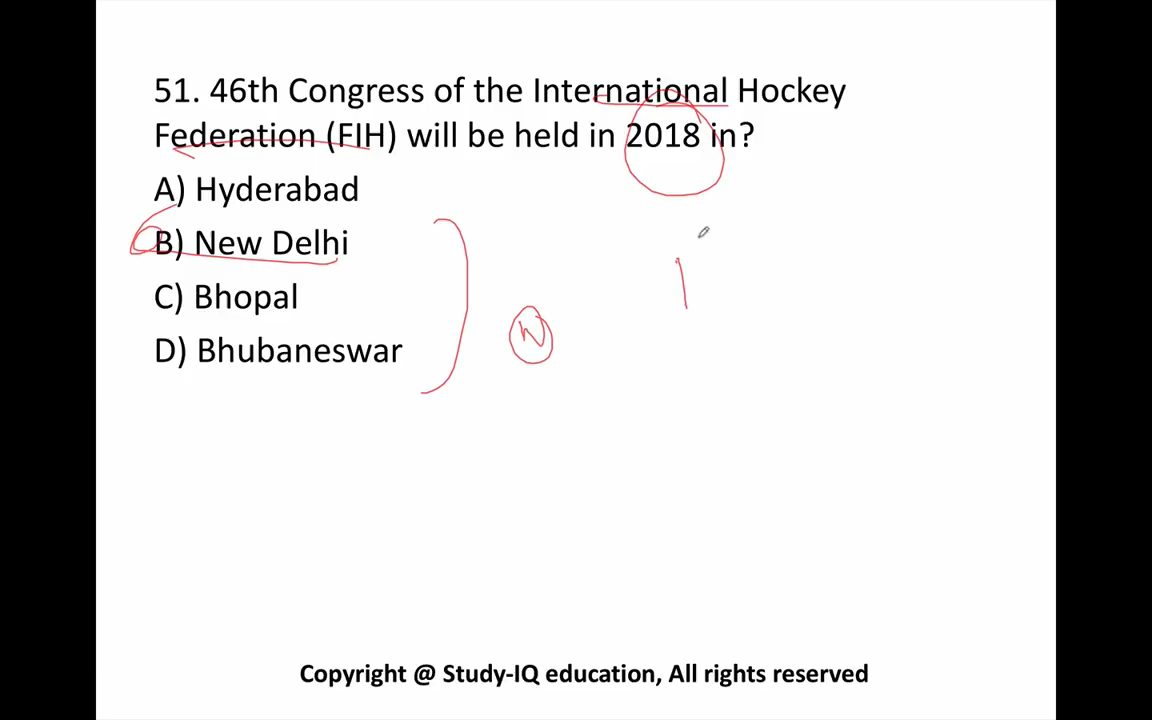 51. 46th Congress of the International Hockey
Federation (FIH) will be held in 2018 in?
A) Hyderabad
B) New Delhi
C) Bhopal
D) Bhubaneswar
Copyright @ Study-IQ education, All rights reserved